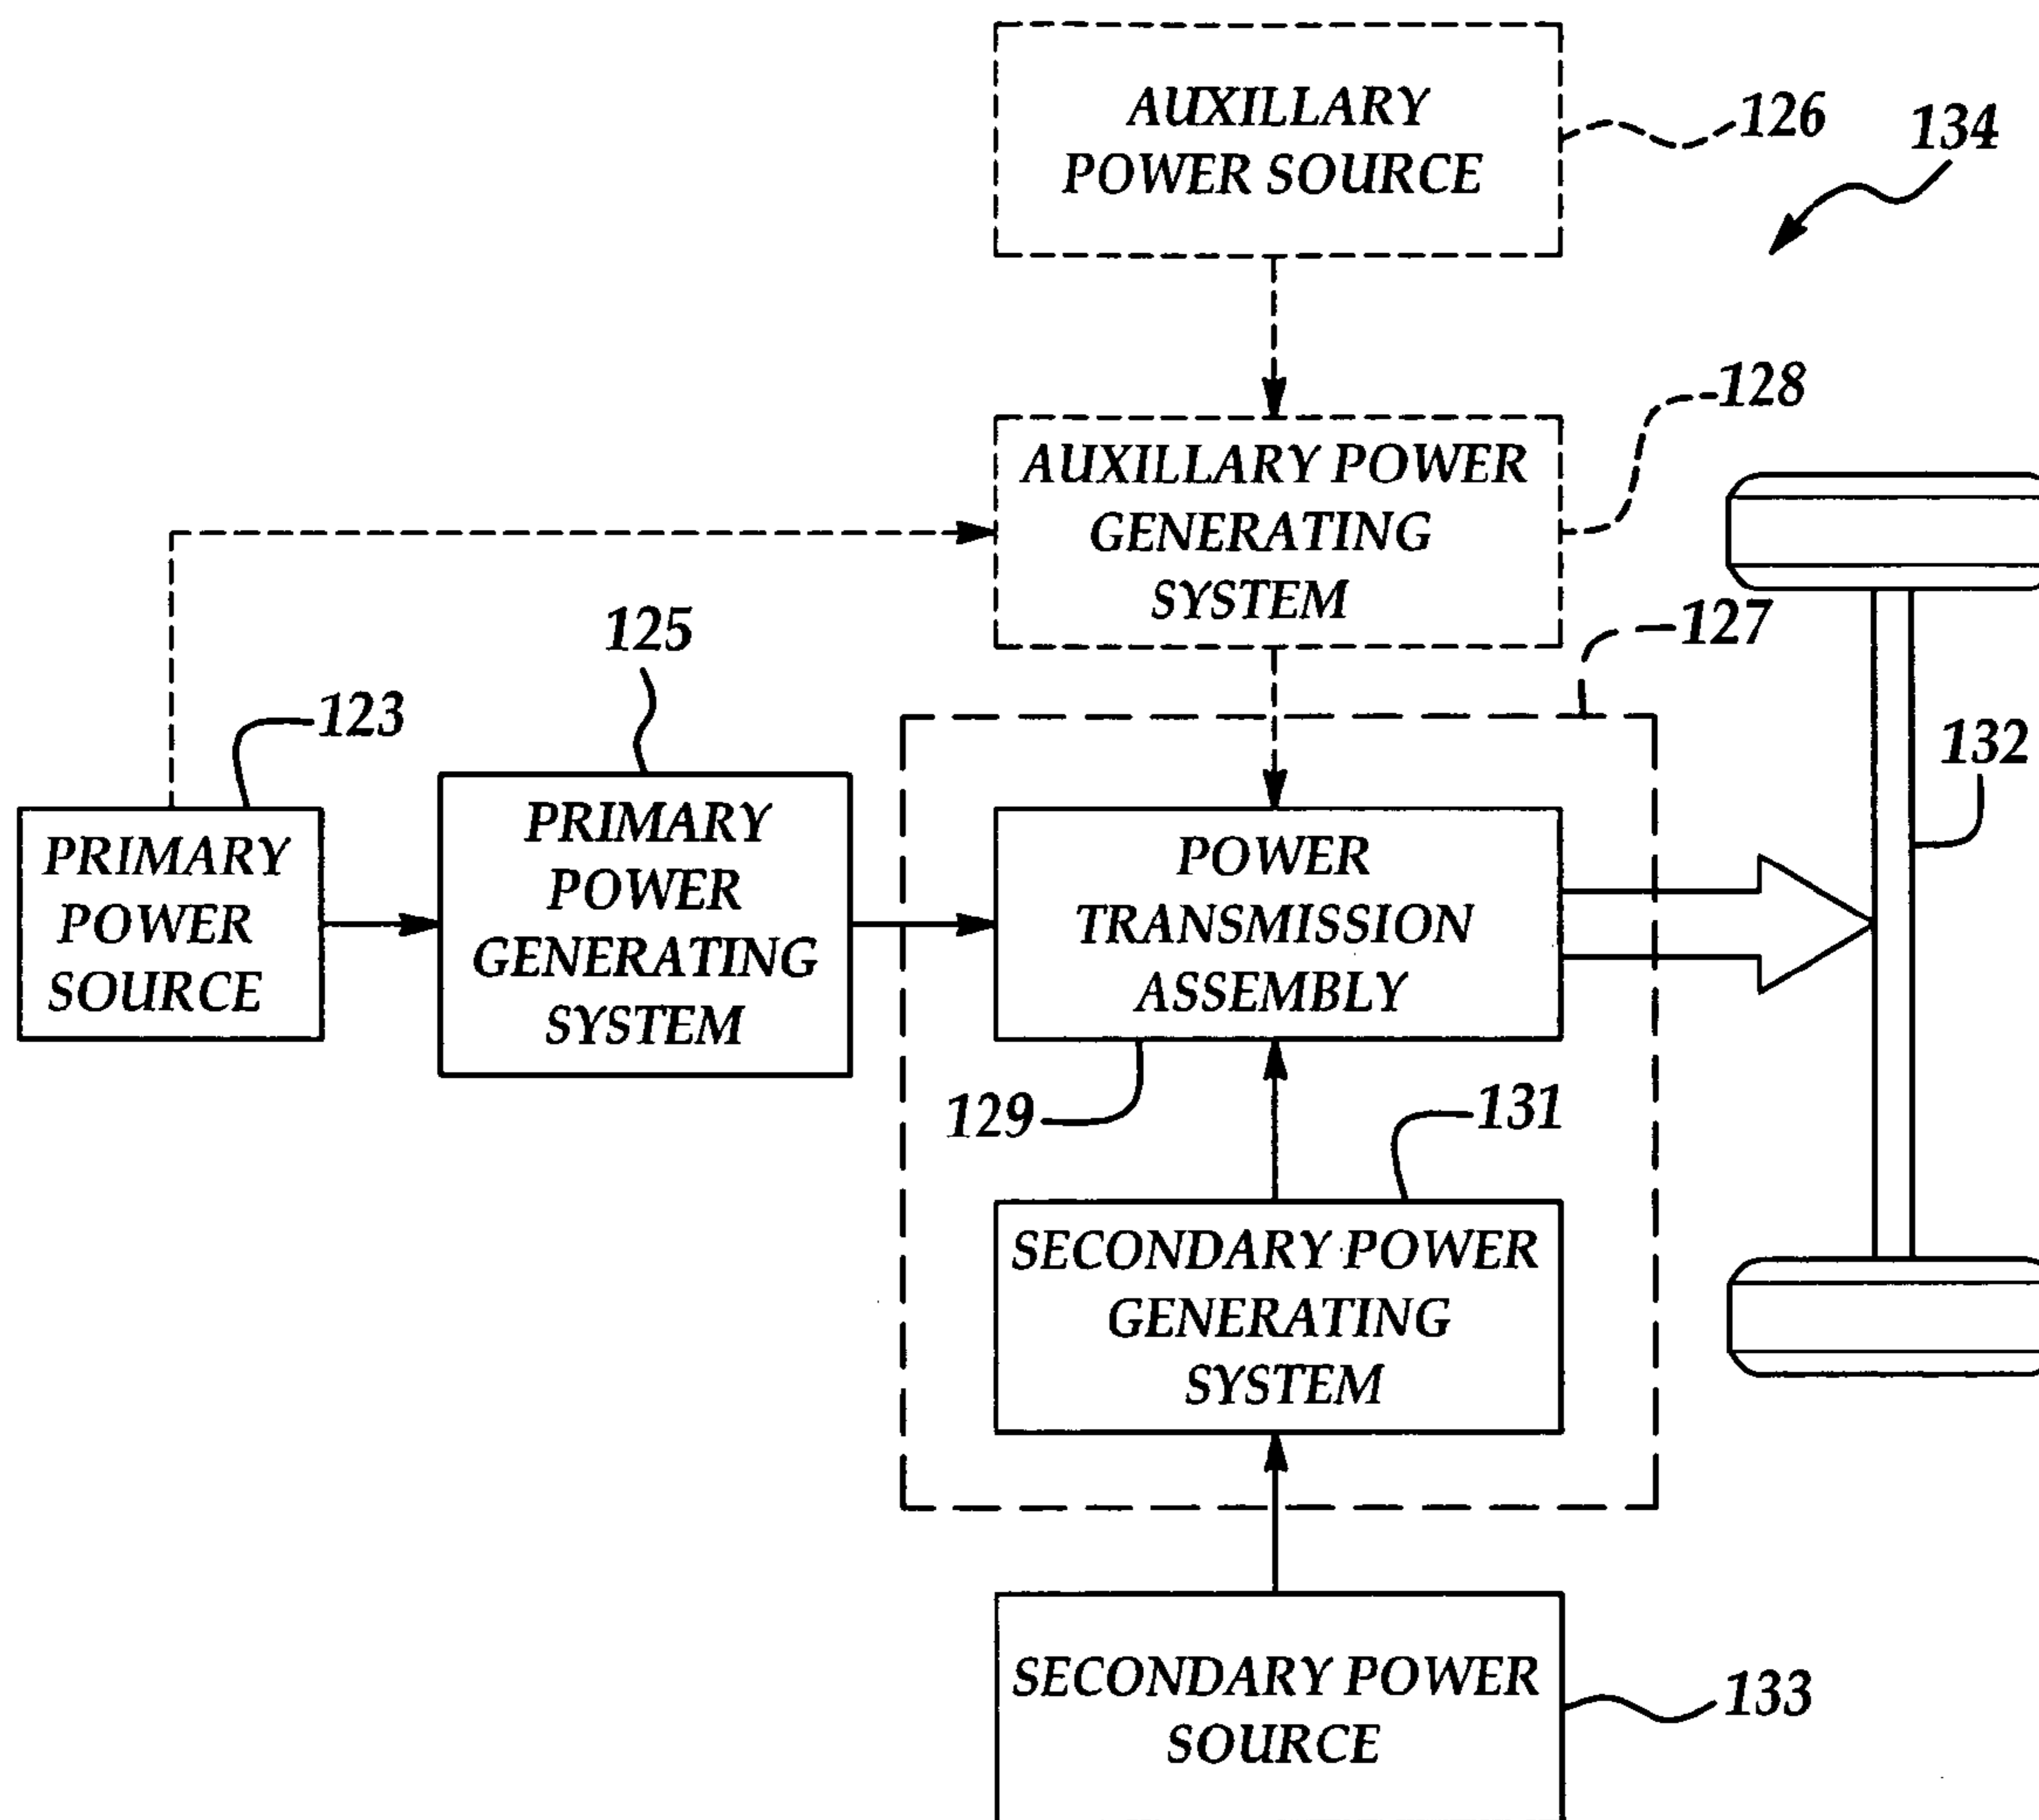 AUXILLARY
POWER SOURCE
126
134
AUXILLARY POWER
GENERATING
SYSTEM
128
127
125
123
132
PRIMARY
POWER
SOURCE
PRIMARY
POWER
GENERATING
SYSTEM
POWER
TRANSMISSION
ASSEMBLY
129
131
SECONDARY POWER
GENERATING
SYSTEM
SECONDARY POWER
SOURCE
133